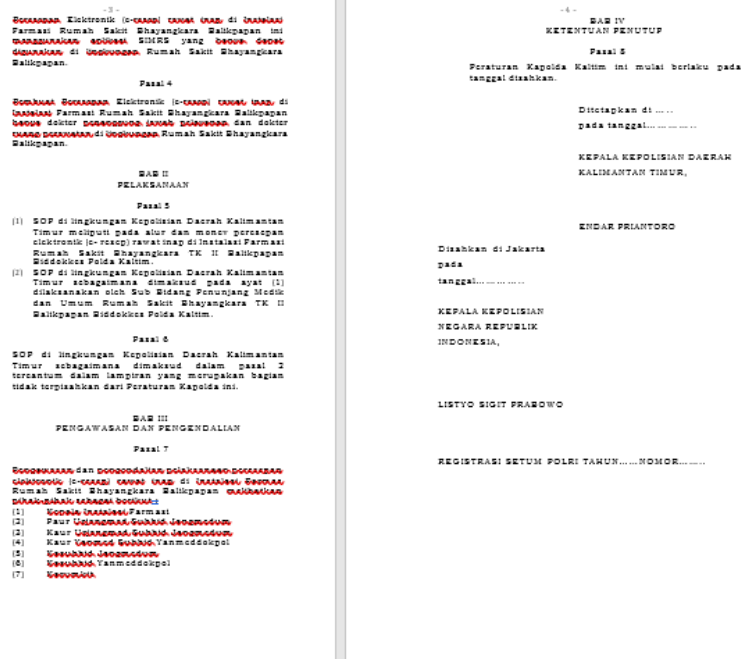 - 3 -
Peresepan Elektronik (e-resep) rawat inap di Instalasi
Farmasi Rumah Sakit Bhayangkara Balikpapan ini
menggunakan aplikasi SIMRS yang hanya dapat
digunakan di lingkungan Rumah Sakit Bhayangkara
Balikpapan.
Pasal 4
Pembuat Peresepan Elektronik (e-resep) rawat inap di
Instalasi Farmasi Rumah Sakit Bhayangkara Balikpapan
hanya dokter penanggung jawab pelayanan dan dokter
ruang perawatan di lingkungan Rumah Sakit Bhayangkara
Balikpapan.
BAB II
PELAKSANAAN
Pasal 5
(1) SOP di lingkungan Kepolisian Daerah Kalimantan
Timur meliputi pada alur dan monev peresepan
elektronik (e- resep) rawat inap di Instalasi Farmasi
Rumah Sakit Bhayangkara TK II Balikpapan
Biddokkes Polda Kaltim.
(2) SOP di lingkungan Kepolisian Daerah Kalimantan
Timur sebagaimana dimaksud pada ayat (1)
dilaksanakan oleh Sub Bidang Penunjang Medik
dan Umum Rumah Sakit Bhayangkara TK II
Balikpapan Biddokkes Polda Kaltim.
Pasal 6
SOP di lingkungan Kepolisian Daerah Kalimantan
Timur sebagaimana dimaksud dalam pasal 2
tercantum dalam lampiran yang merupakan bagian
tidak terpisahkan dari Peraturan Kapolda ini.
BAB III
PENGAWASAN DAN PENGENDALIAN
Pasal 7
Pengawasan dan pengendalian pelaksanaan peresepan
elektronik (e-resep) rawat inap di Instalasi Farmasi
Rumah Sakit Bhayangkara Balikpapan melibatkan
pihak-pihak sebagai berikut :
(1) Kepala Instalasi Farmasi
(2) Paur Subbid Jangmedum
(3) Kaur Subbid Jangmedum
(4) Kaur Yanmed Subbid Yanmeddokpol
(5) Kasubbid Jangmedum
(6) Kasubbid Yanmeddokpol
(7) Karumkit
- 4 -
BAB IV
KETENTUAN PENUTUP
Pasal 8
Peraturan Kapolda Kaltim ini mulai berlaku pada
tanggal disahkan.
Ditetapkan di .....
pada tanggal...............
KEPALA KEPOLISIAN DAERAH
KALIMANTAN TIMUR,
ENDAR PRIANTORO
Disahkan di Jakarta
pada
tanggal.............
KEPALA KEPOLISIAN
NEGARA REPUBLIK
INDONESIA,
LISTYO SIGIT PRABOWO
REGISTRASI SETUM POLRI TAHUN......NOMOR........